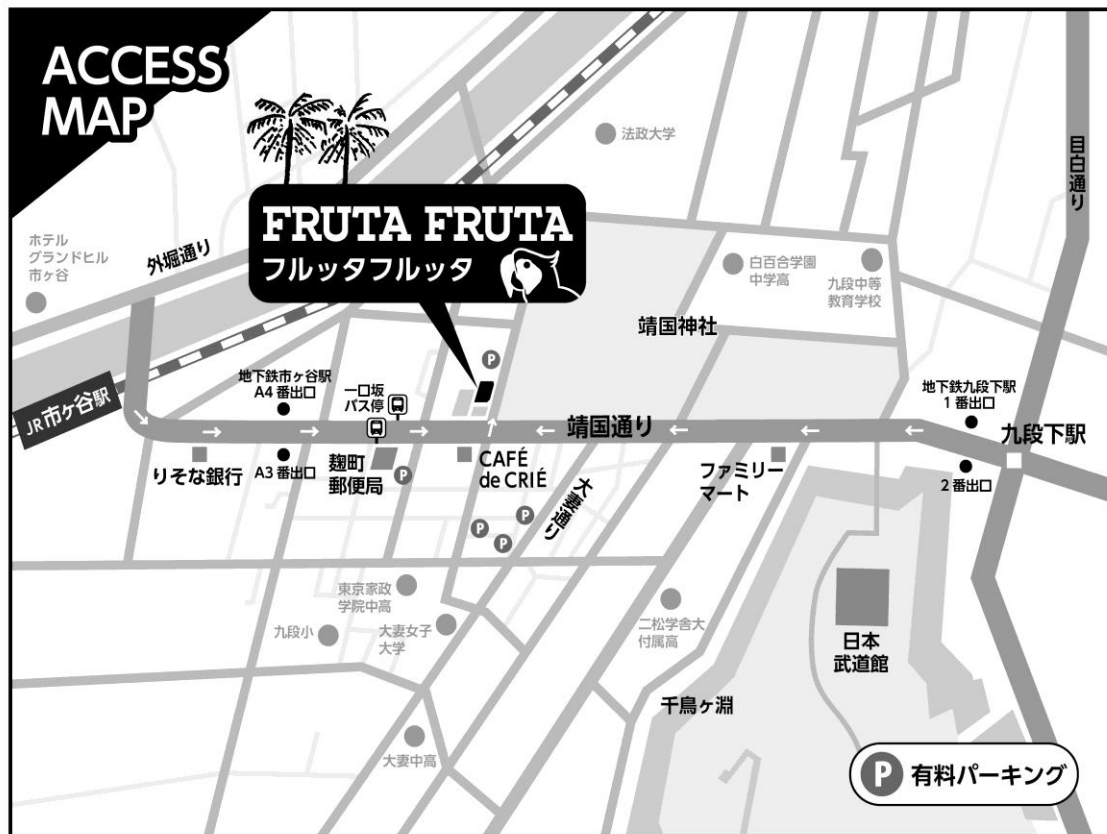 ACCESS
MAP
FRUTA FRUTA
フルッタフルッタ
法政大学
目白通り
ホテル
グランドヒル
市ヶ谷
外堀通り
白百合学園
中学高
九段中等
教育学校
靖国神社
P
JR市ヶ谷駅
地下鉄市ヶ谷駅
A4 番出口
一口坂
バス停
靖国通り
地下鉄九段下駅
1 番出口
九段下駅
りそな銀行
A3 番出口
麹町
郵便局
P
CAFÉ
de CRIÉ
大妻通り
ファミリー
マート
2 番出口
P
P
P
東京家政
学院中高
九段小
大妻女子
大学
二松学舎大
付属高
日本
武道館
千鳥ヶ淵
大妻中高
P 有料パーキング